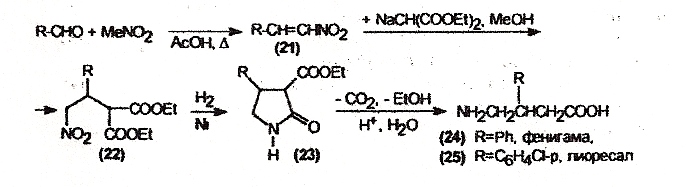 R-CHO + MeNO2 AcOH, Δ R-CH=CHNO2 (21) + NaCH(COOEt)2, MeOH
R NO2 COOEt COOEt (22) H2 Ni R COOEt N H O (23) - CO2, - EtOH H+, H2O R NH2CH2CHCH2COOH
(24) R=Ph, фенигама,
(25) R=C6H4Cl-p, лиоресал